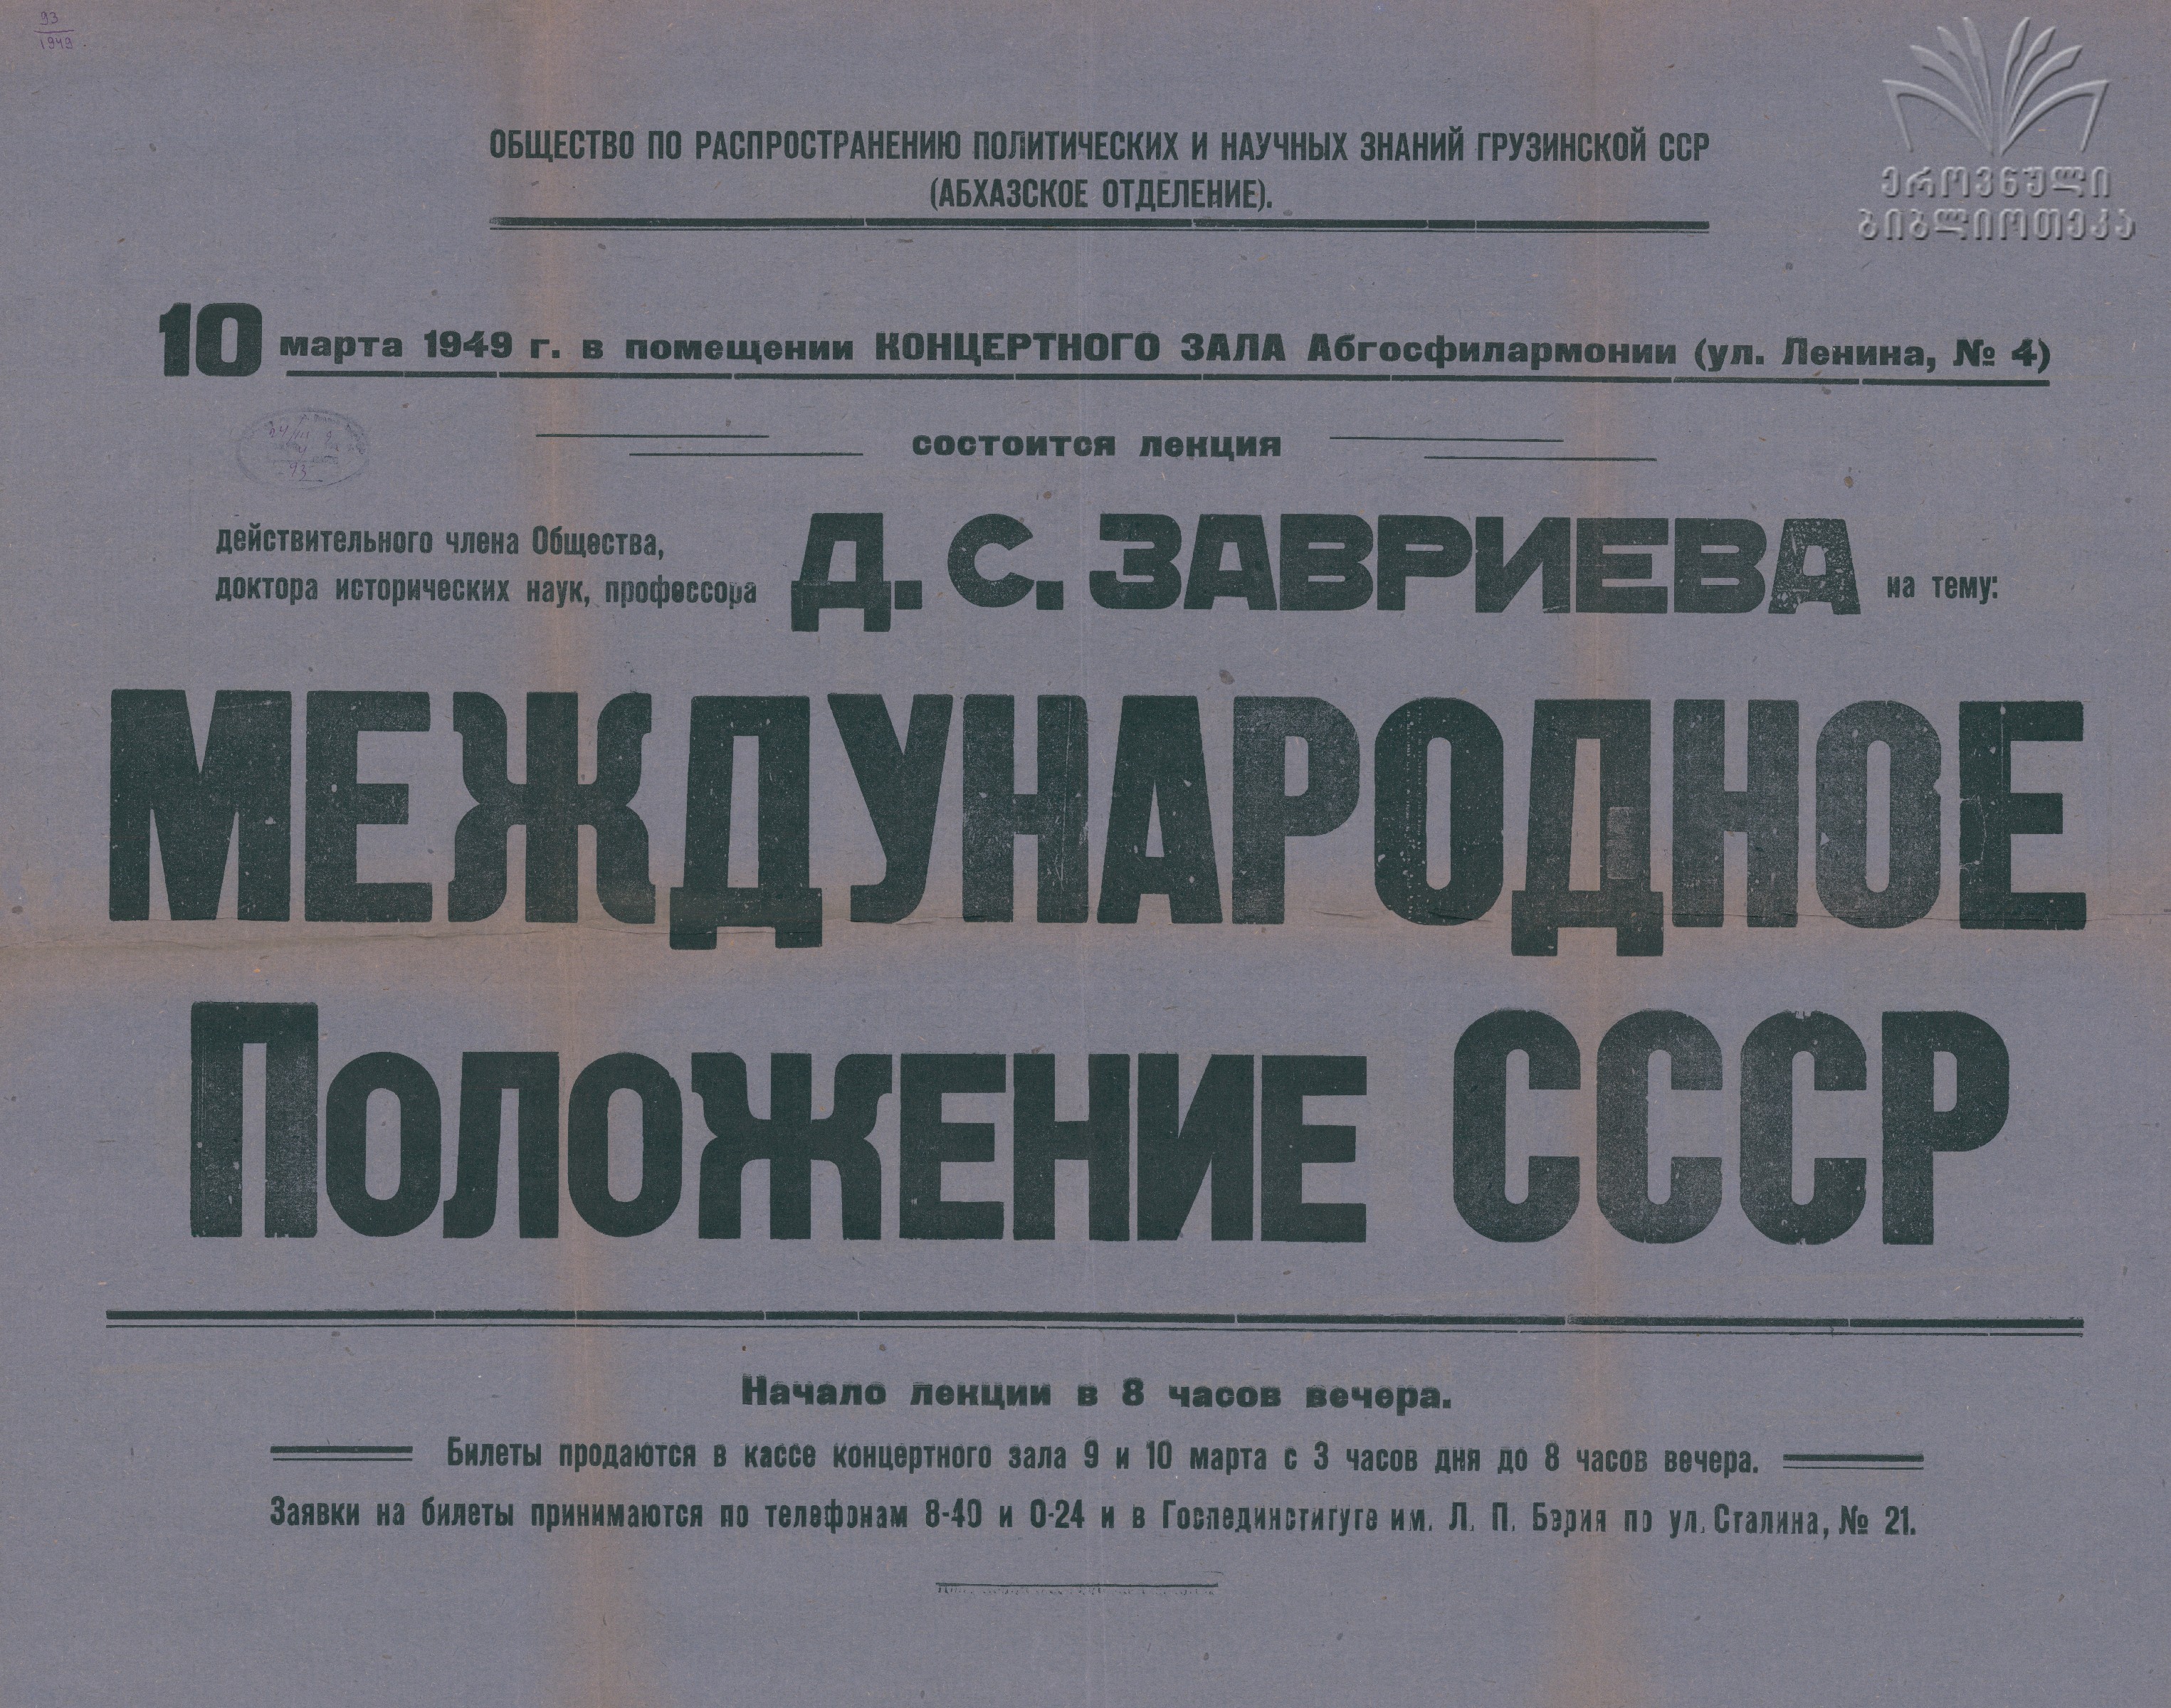 93
1949
ეროვნული
ბიბლიოთეკა
ОБЩЕСТВО ПО РАСПРОСТРАНЕНИЮ ПОЛИТИЧЕСКИХ И НАУЧНЫХ ЗНАНИЙ ГРУЗИНСКОЙ ССР
(АБХАЗСКОЕ ОТДЕЛЕНИЕ).
10 марта 1949 г. в помещении КОНЦЕРТНОГО ЗАЛА Абгосфилармонии (ул. Ленина, № 4)
состоится лекция
действительного члена Общества,
доктора исторических наук, профессора Д. С. ЗАВРИЕВА на тему:
МЕЖДУНАРОДНОЕ
ПОЛОЖЕНИЕ СССР
Начало лекции в 8 часов вечера.
Билеты продаются в кассе концертного зала 9 и 10 марта с 3 часов дня до 8 часов вечера.
Заявки на билеты принимаются по телефонам 8-40 и 0-24 и в Госпединституте им. Л. П. Берия по ул. Сталина, № 21.